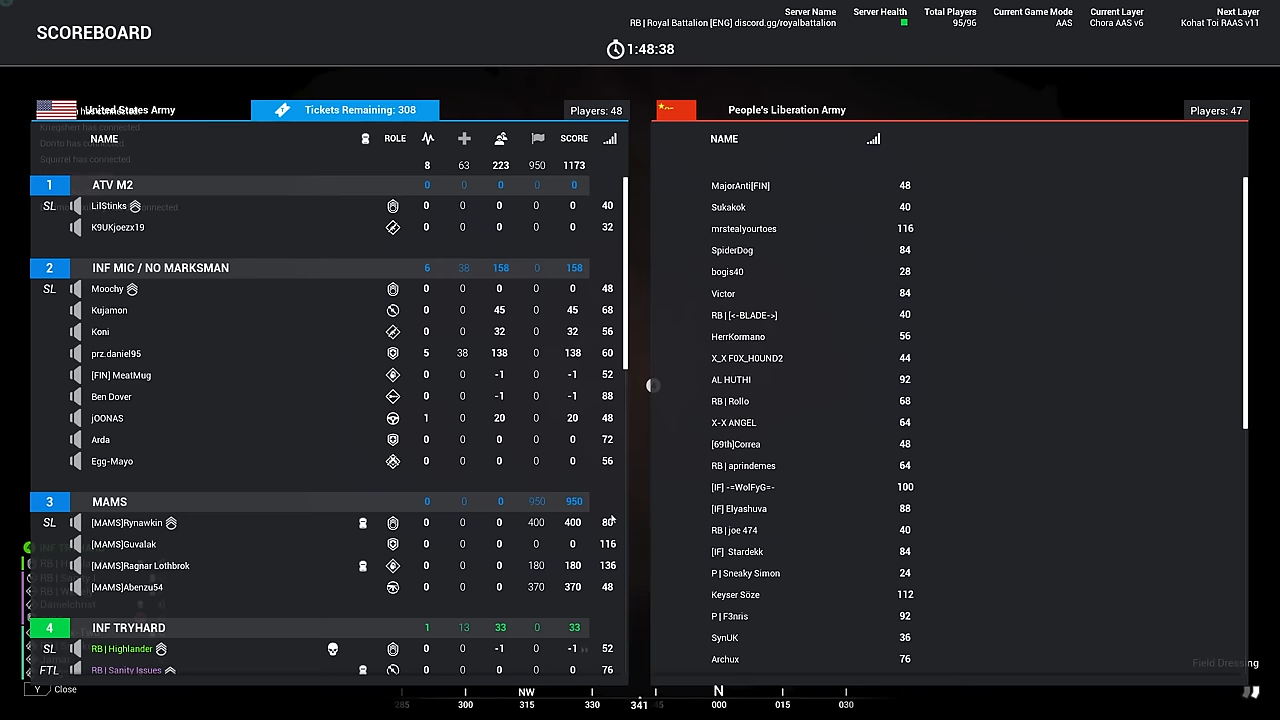 SCOREBOARD
Server Name Server Health Total Players Current Game Mode Current Layer Next Layer
RB | Royal Battalion [ENG] discord.gg/royalbattalion 95/96 AAS Chora AAS v6 Kohat Toi RAAS v11
1:48:38
United States Army Tickets Remaining: 308 Players: 48
has connected
Kriegsherr has connected
Donto has connected
Squirrel has connected
NAME ROLE SCORE
8 63 223 950 1173
1 ATV M2 0 0 0 0 0
SL LilStinks 0 0 0 0 0 40
K9UKjoezx19 0 0 0 0 0 32
2 INF MIC / NO MARKSMAN 6 38 158 0 158
SL Moochy 0 0 0 0 0 48
Kujamon 0 0 45 0 45 68
Koni 0 0 32 0 32 56
prz.daniel95 5 38 138 0 138 60
[FIN] MeatMug 0 0 -1 0 -1 52
Ben Dover 0 0 -1 0 -1 88
jOONAS 1 0 20 0 20 48
Arda 0 0 0 0 0 72
Egg-Mayo 0 0 0 0 0 56
3 MAMS 0 0 0 950 950
SL [MAMS]Rynawkin 0 0 0 400 400 80
[MAMS]Guvalak 0 0 0 0 0 116
[MAMS]Ragnar Lothbrok 0 0 0 180 180 136
[MAMS]Abenzu54 0 0 0 370 370 48
4 INF TRYHARD 1 13 33 0 33
SL RB | Highlander 0 0 -1 0 -1 52
FTL RB | Sanity Issues 0 0 0 0 0 76
Y Close
People's Liberation Army Players: 47
NAME
MajorAnti[FIN] 48
Sukakok 40
mrstealyourtoes 116
SpiderDog 84
bogis40 28
Victor 84
RB | [<-BLADE->] 40
HerrKormano 56
X_X F0X_H0UND2 44
AL HUTHI 92
RB | Rollo 68
X-X ANGEL 64
[69th]Correa 48
RB | aprindemes 64
[IF] -=WolFyG=- 100
[IF] Elyashuva 88
RB | joe 474 40
[IF] Stardekk 84
P | Sneaky Simon 24
Keyser Söze 112
P | F3nris 92
SynUK 36
Archux 76
Field Dressing
NW N
285 300 315 330 341 345 000 015 030